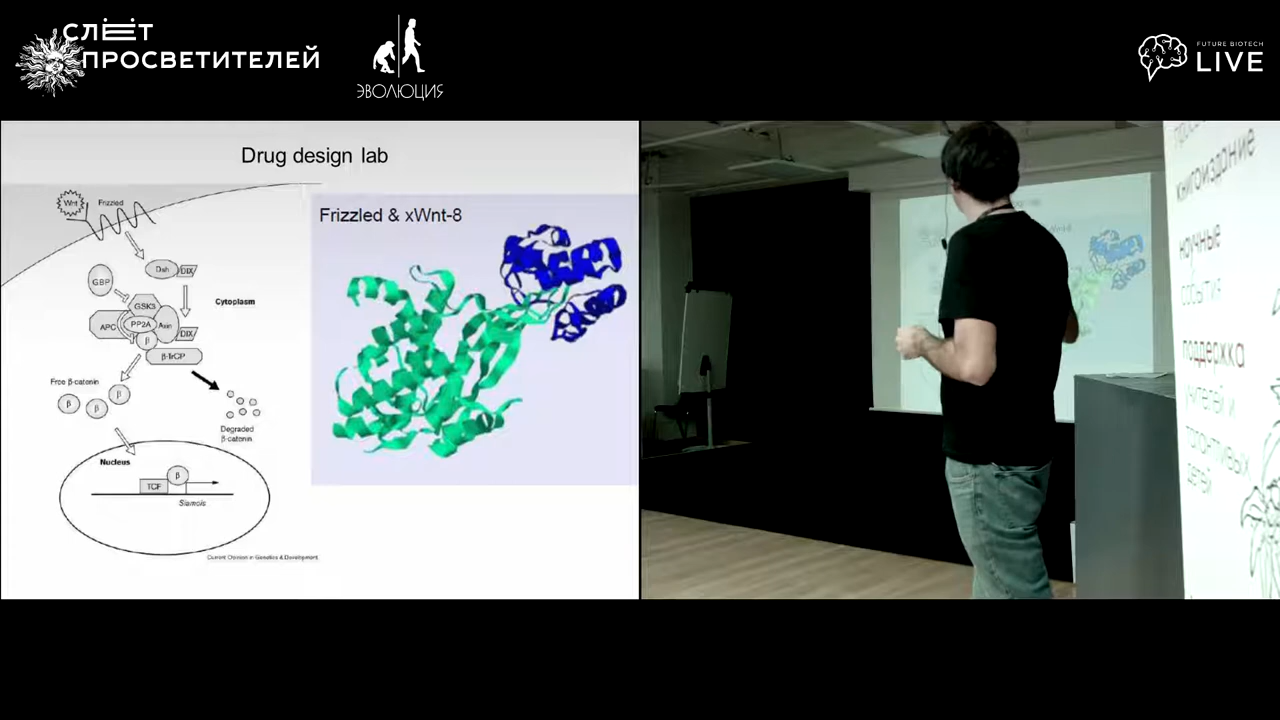 СЛЁТ
ПРОСВЕТИТЕЛЕЙ
ЭВОЛЮЦИЯ
FUTURE BIOTECH
LIVE
Drug design lab
Wnt
Frizzled
Dsh
DIX
GBP
GSK3
APC
PP2A
Axin
DIX
β
β-TrCP
Cytoplasm
Free β-catenin
β
β
β
Degraded
β-catenin
Nucleus
β
TCF
Siamois
Current Opinion in Genetics & Development
Frizzled & xWnt-8
книгоиздание
научные
события
поддержка